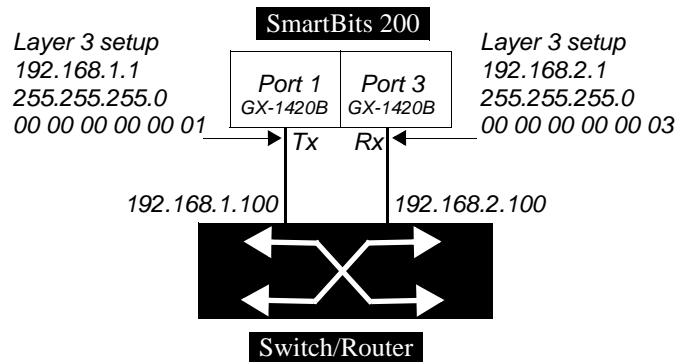 SmartBits 200
Layer 3 setup
192.168.1.1
255.255.255.0
00 00 00 00 00 01
Port 1
GX-1420B
Port 3
GX-1420B
Layer 3 setup
192.168.2.1
255.255.255.0
00 00 00 00 00 03
Tx
Rx
192.168.1.100
192.168.2.100
Switch/Router